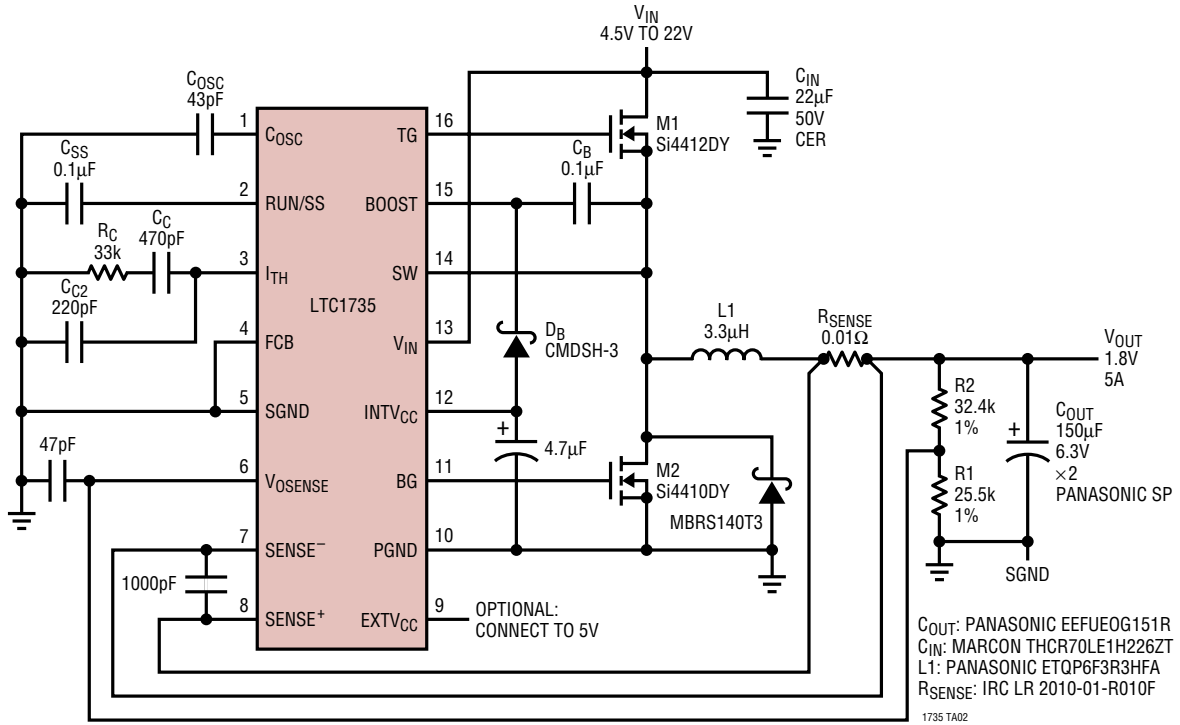 V_IN
4.5V TO 22V
C_OSC
43pF
C_IN
22µF
50V
CER
1
C_OSC
TG
16
M1
Si4412DY
C_SS
0.1µF
C_B
0.1µF
2
RUN/SS
BOOST
15
R_C
33k
C_C
470pF
3
I_TH
SW
14
C_C2
220pF
LTC1735
L1
3.3µH
R_SENSE
0.01Ω
4
FCB
V_IN
13
D_B
CMDSH-3
V_OUT
1.8V
5A
5
SGND
INTV_CC
12
R2
32.4k
1%
+
C_OUT
150µF
6.3V
×2
PANASONIC SP
47pF
+
4.7µF
6
V_OSENSE
BG
11
M2
Si4410DY
MBRS140T3
R1
25.5k
1%
7
SENSE⁻
PGND
10
SGND
1000pF
8
SENSE⁺
EXTV_CC
9
OPTIONAL:
CONNECT TO 5V
C_OUT: PANASONIC EEFUEOG151R
C_IN: MARCON THCR70LE1H226ZT
L1: PANASONIC ETQP6F3R3HFA
R_SENSE: IRC LR 2010-01-R010F
1735 TA02